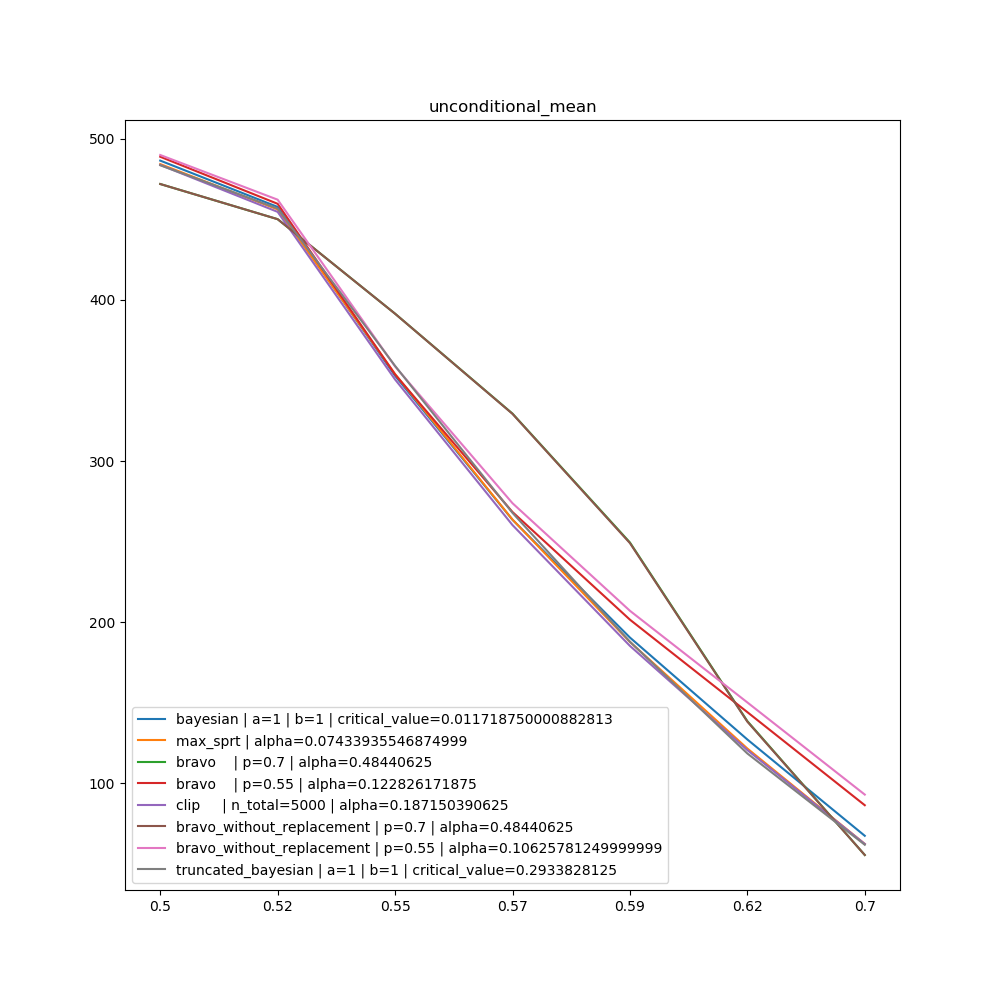 unconditional_mean
500
400
300
200
100
bayesian | a=1 | b=1 | critical_value=0.011718750000882813
max_sprt | alpha=0.07433935546874999
bravo    | p=0.7 | alpha=0.48440625
bravo    | p=0.55 | alpha=0.122826171875
clip     | n_total=5000 | alpha=0.187150390625
bravo_without_replacement | p=0.7 | alpha=0.48440625
bravo_without_replacement | p=0.55 | alpha=0.10625781249999999
truncated_bayesian | a=1 | b=1 | critical_value=0.2933828125
0.5 0.52 0.55 0.57 0.59 0.62 0.7